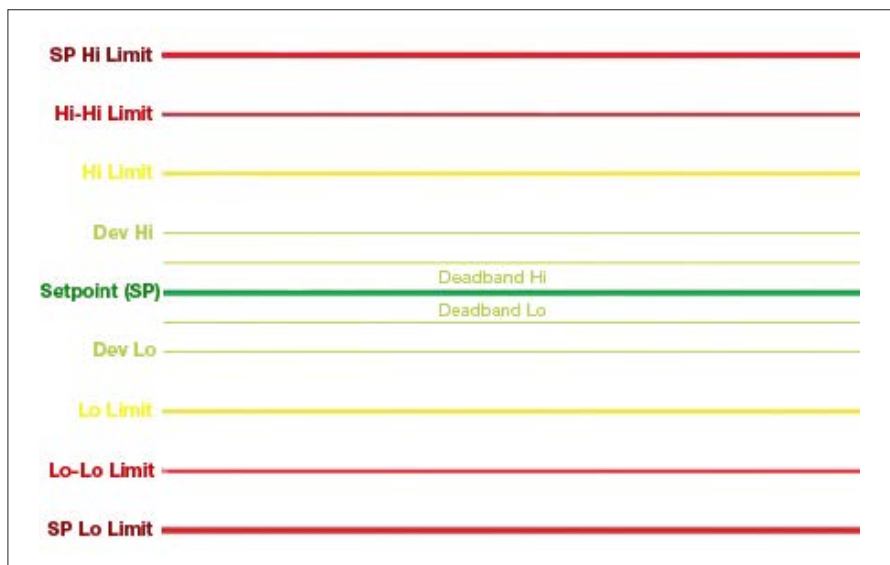 SP Hi Limit
Hi-Hi Limit
Hi Limit
Dev Hi
Deadband Hi
Setpoint (SP)
Deadband Lo
Dev Lo
Lo Limit
Lo-Lo Limit
SP Lo Limit